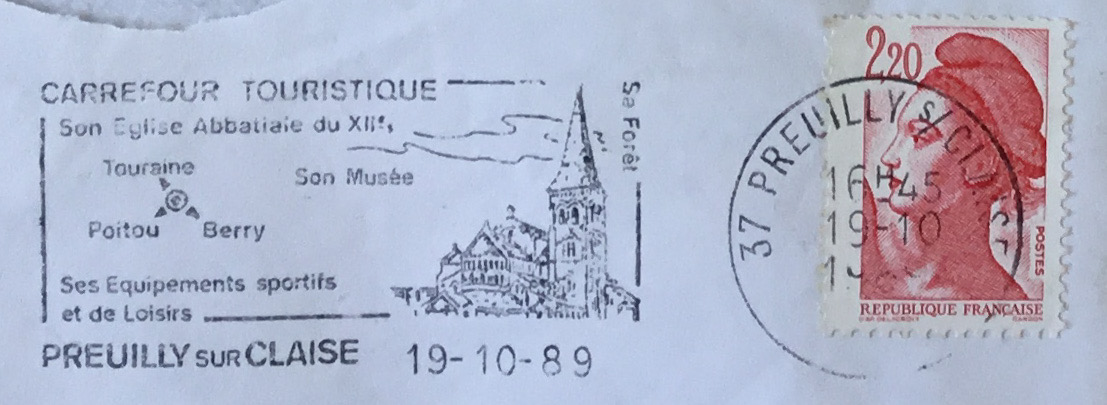 CARREFOUR TOURISTIQUE
Son Eglise Abbatiale du XIIe,
Sa Forêt
Touraine
Son Musée
Poitou Berry
Ses Equipements sportifs
et de Loisirs
PREUILLY SUR CLAISE 19-10-89
37 PREUILLY S/
16H45
19-10
2,20
POSTES
REPUBLIQUE FRANÇAISE